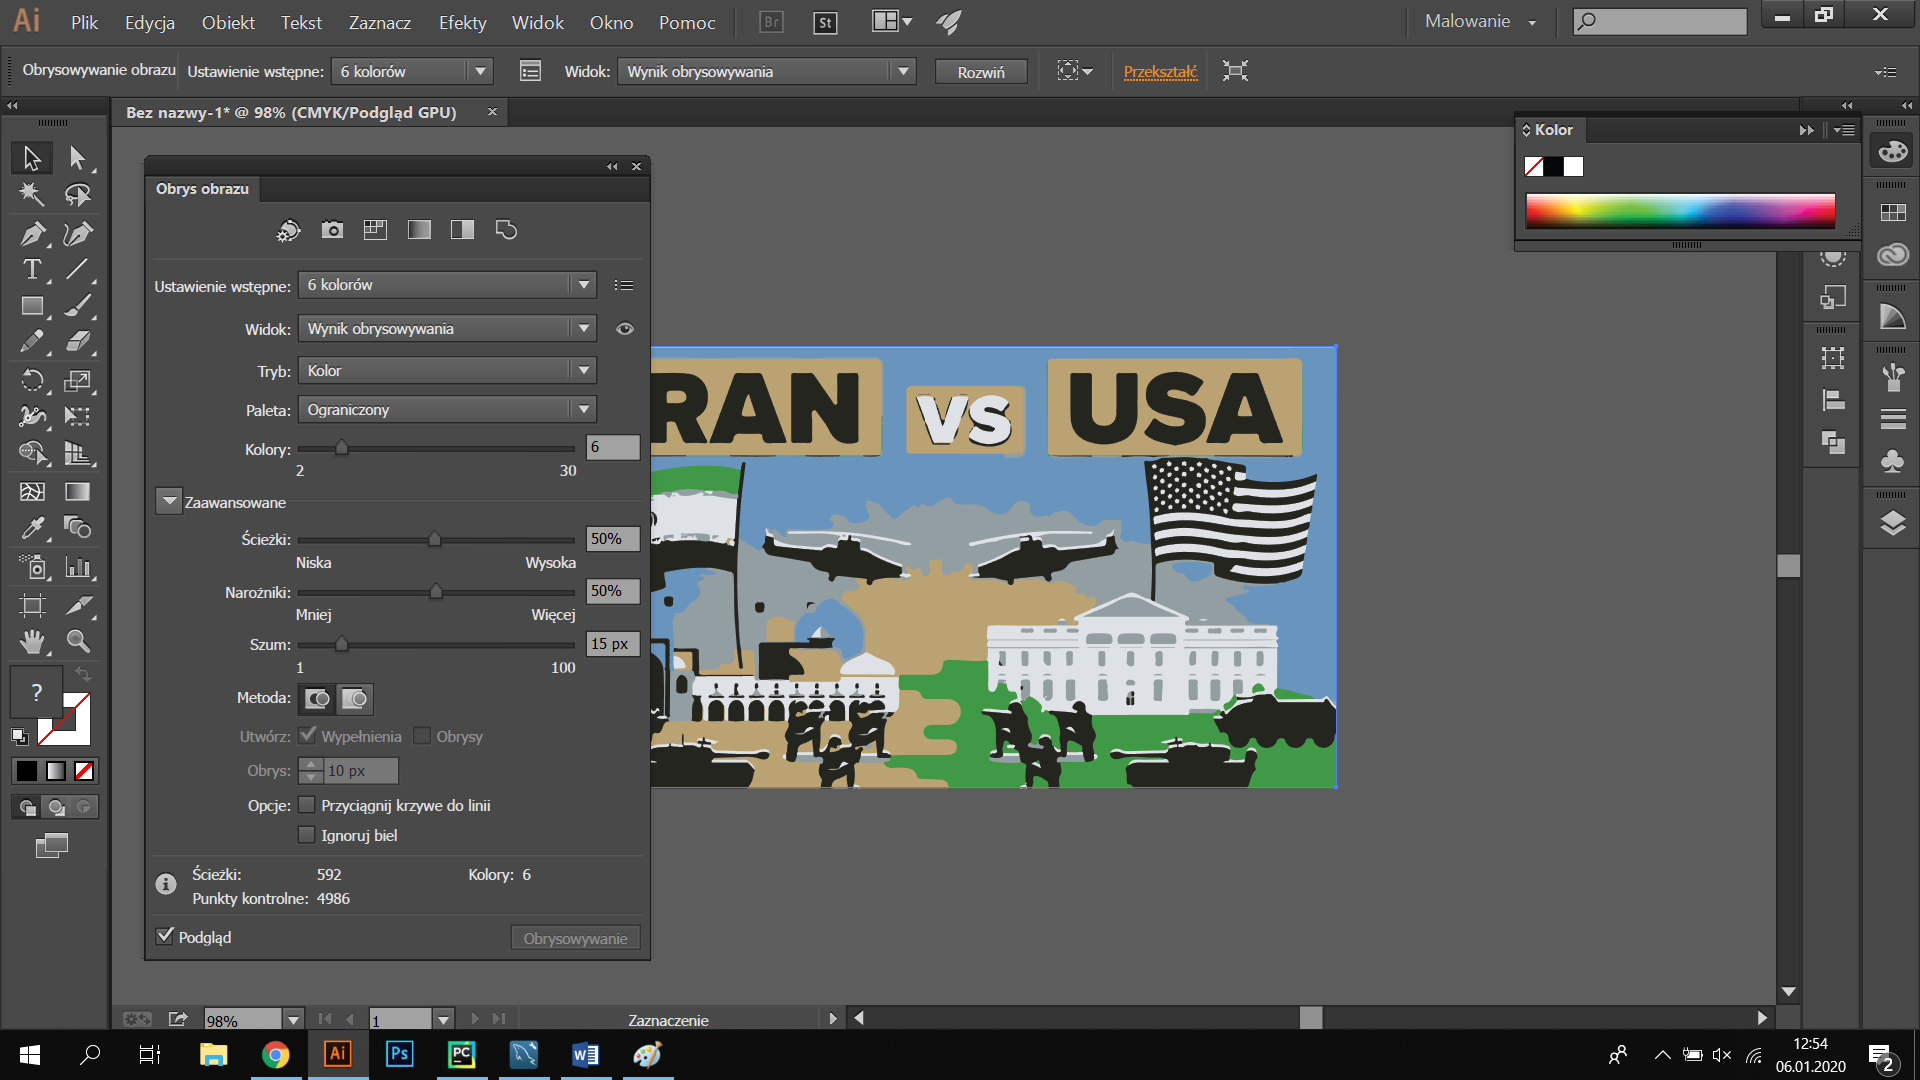 Ai Plik Edycja Obiekt Tekst Zaznacz Efekty Widok Okno Pomoc Br St Malowanie
Obrysowywanie obrazu Ustawienie wstępne: 6 kolorów Widok: Wynik obrysowywania Rozwiń Przekształć
Bez nazwy-1* @ 98% (CMYK/Podgląd GPU)
Kolor
Obrys obrazu
Ustawienie wstępne: 6 kolorów
Widok: Wynik obrysowywania
Tryb: Kolor
Paleta: Ograniczony
Kolory: 6
2 30
Zaawansowane
Ścieżki: 50%
Niska Wysoka
Narożniki: 50%
Mniej Więcej
Szum: 15 px
1 100
Metoda:
Utwórz: Wypełnienia Obrysy
Obrys: 10 px
Opcje: Przyciągnij krzywe do linii
Ignoruj biel
Ścieżki: 592 Kolory: 6
Punkty kontrolne: 4986
Podgląd Obrysowywanie
RAN VS USA
?
98% 1 Zaznaczenie
Ai Ps PC W
12:54
06.01.2020
2